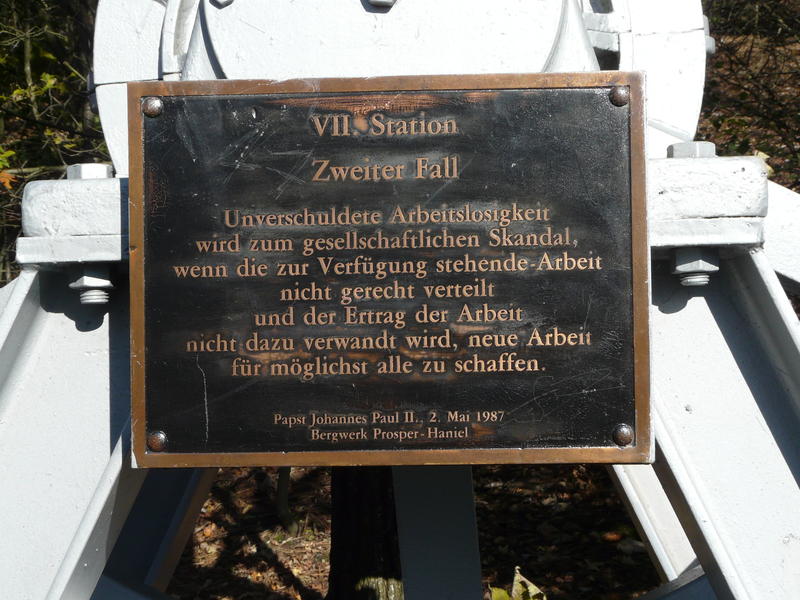 VII. Station
Zweiter Fall
Unverschuldete Arbeitslosigkeit
wird zum gesellschaftlichen Skandal,
wenn die zur Verfügung stehende Arbeit
nicht gerecht verteilt
und der Ertrag der Arbeit
nicht dazu verwandt wird, neue Arbeit
für möglichst alle zu schaffen.
Papst Johannes Paul II., 2. Mai 1987
Bergwerk Prosper-Haniel